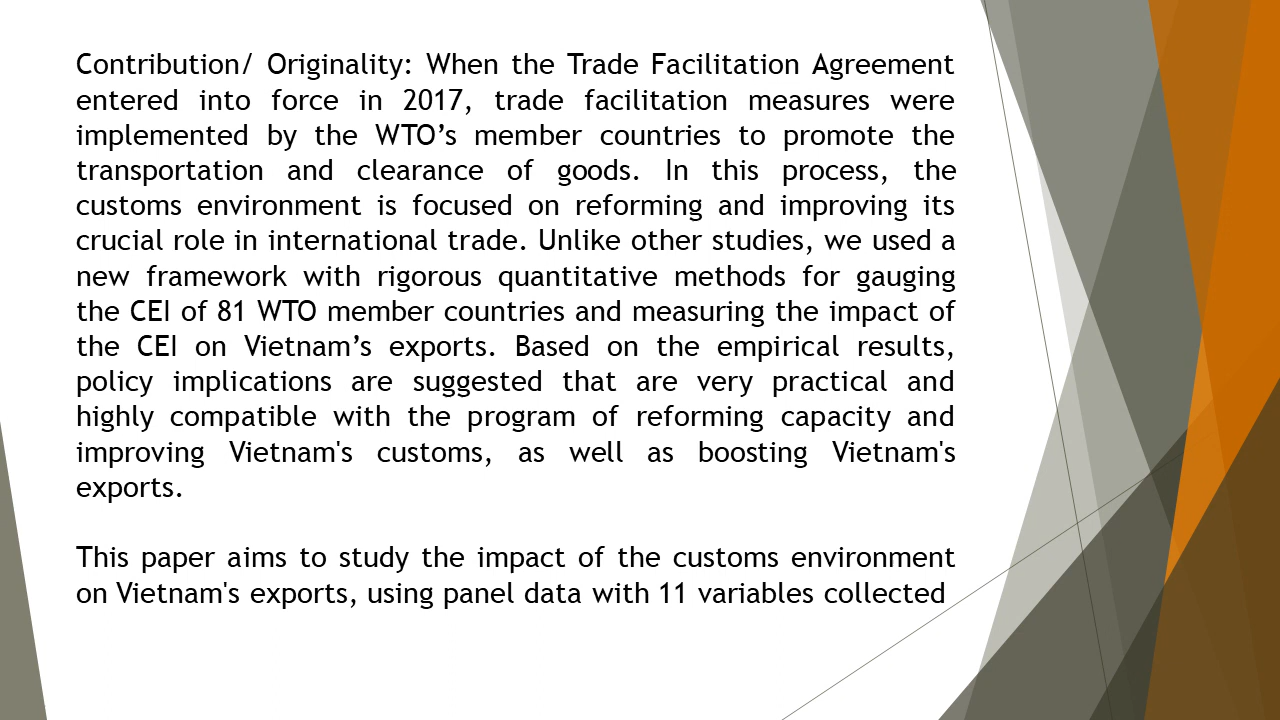 Contribution/ Originality: When the Trade Facilitation Agreement
entered into force in 2017, trade facilitation measures were
implemented by the WTO’s member countries to promote the
transportation and clearance of goods. In this process, the
customs environment is focused on reforming and improving its
crucial role in international trade. Unlike other studies, we used a
new framework with rigorous quantitative methods for gauging
the CEI of 81 WTO member countries and measuring the impact of
the CEI on Vietnam’s exports. Based on the empirical results,
policy implications are suggested that are very practical and
highly compatible with the program of reforming capacity and
improving Vietnam's customs, as well as boosting Vietnam's
exports.
This paper aims to study the impact of the customs environment
on Vietnam's exports, using panel data with 11 variables collected